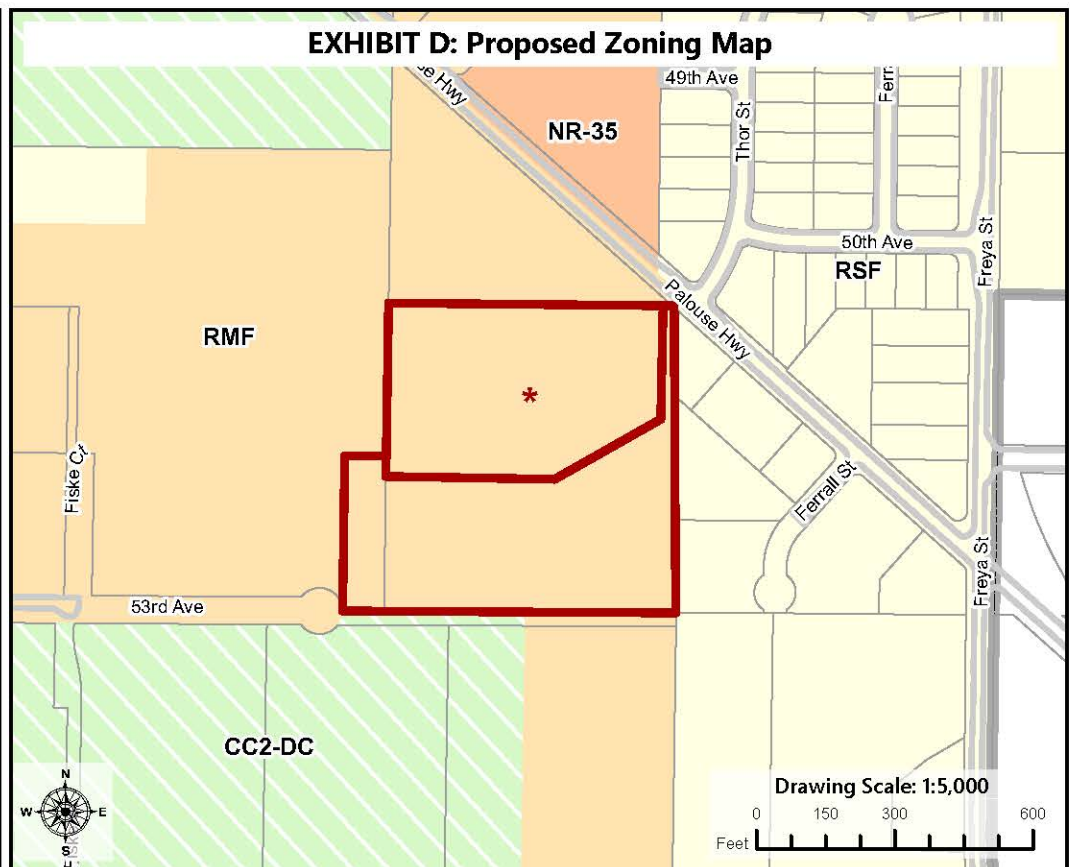 EXHIBIT D: Proposed Zoning Map
se Hwy
49th Ave
Thor St
NR-35
50th Ave
RSF
Freya St
Palouse Hwy
RMF
*
Fiske Ct
Ferrall St
Freya St
53rd Ave
CC2-DC
N
W E
S
Drawing Scale: 1:5,000
0 150 300 600
Feet